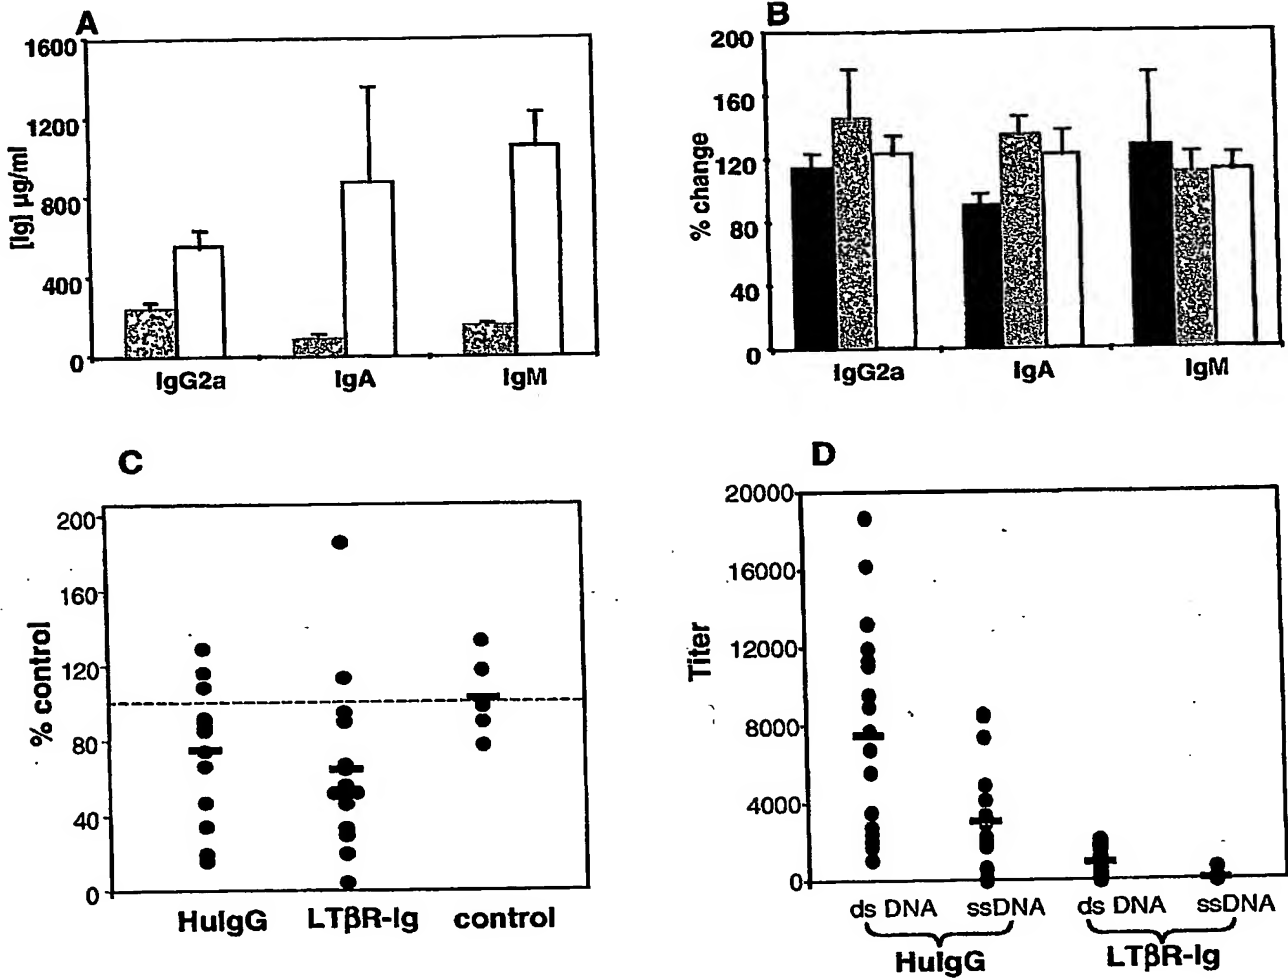 A
1600
1200
800
400
0
[Ig] µg/ml
IgG2a IgA IgM
B
200
160
120
80
40
0
% change
IgG2a IgA IgM
C
200
160
120
80
40
0
% control
HuIgG LTβR-Ig control
D
20000
16000
12000
8000
4000
0
Titer
ds DNA ssDNA ds DNA ssDNA
HuIgG LTβR-Ig